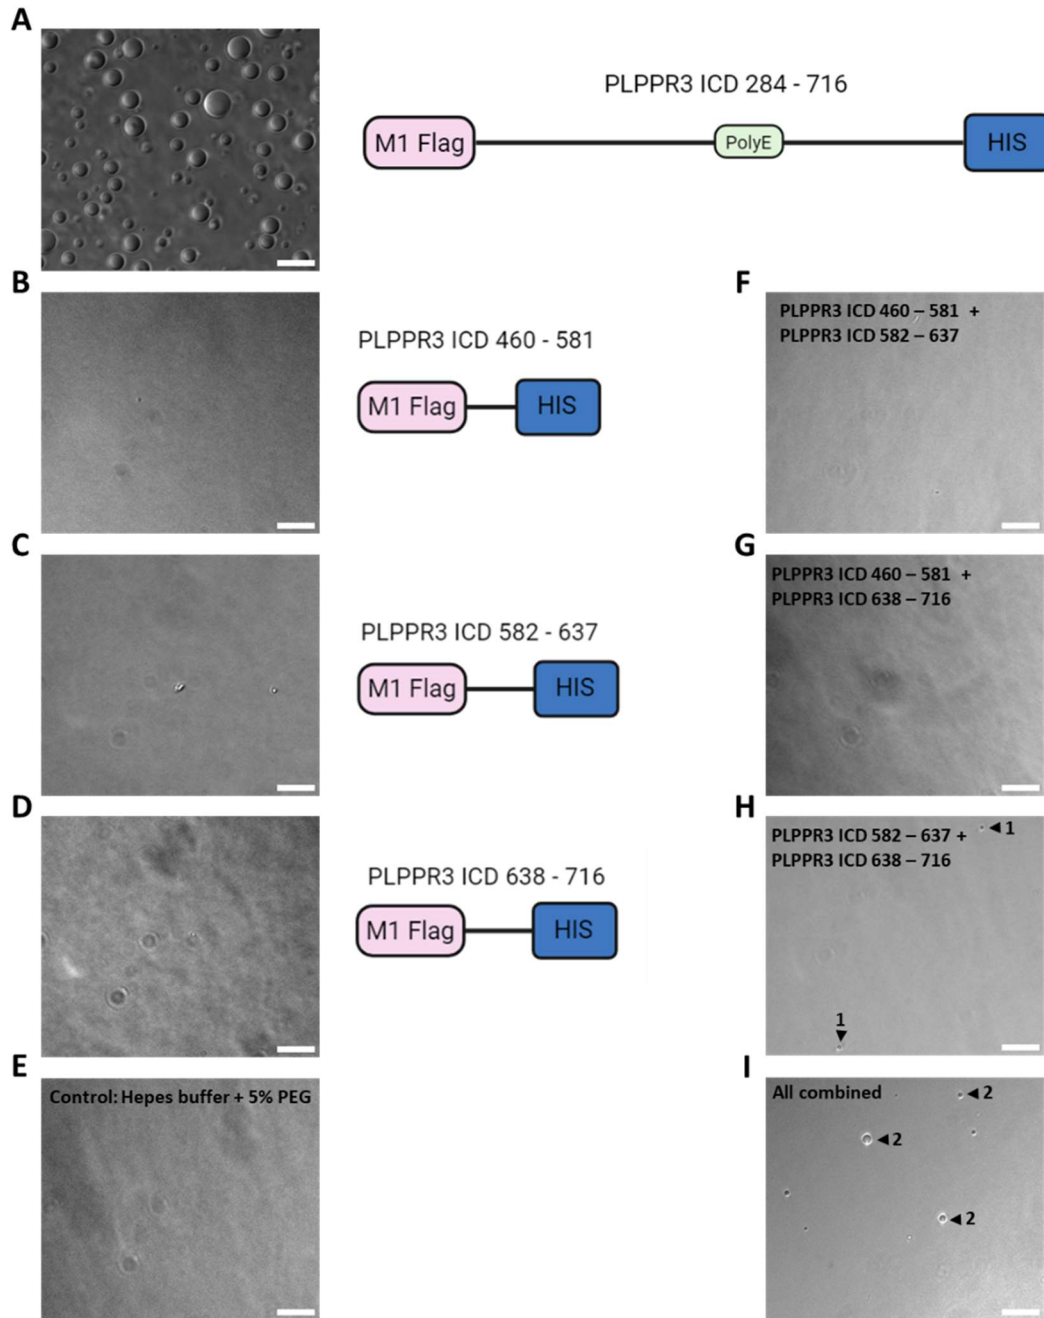 A
PLPPR3 ICD 284 - 716
M1 Flag
PolyE
HIS
B
PLPPR3 ICD 460 - 581
M1 Flag
HIS
F
PLPPR3 ICD 460 – 581 +
PLPPR3 ICD 582 – 637
C
PLPPR3 ICD 582 - 637
M1 Flag
HIS
G
PLPPR3 ICD 460 – 581 +
PLPPR3 ICD 638 – 716
D
PLPPR3 ICD 638 - 716
M1 Flag
HIS
H
PLPPR3 ICD 582 – 637 +
PLPPR3 ICD 638 – 716
1
1
E
Control: Hepes buffer + 5% PEG
I
All combined
2
2
2